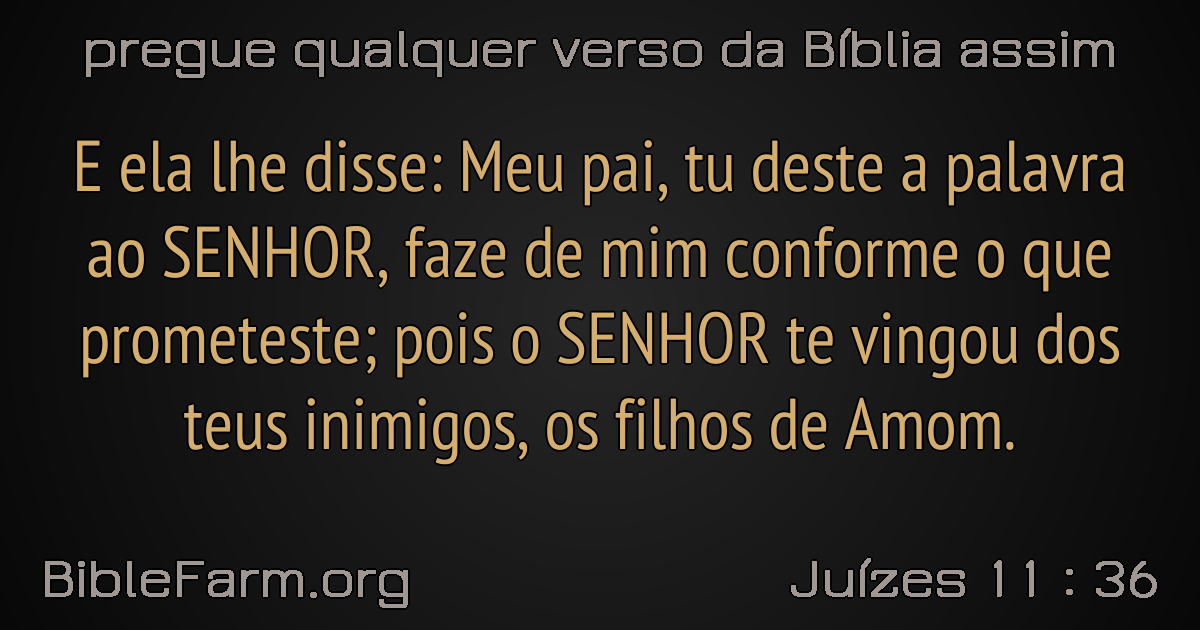 pregue qualquer verso da Bíblia assim
E ela lhe disse: Meu pai, tu deste a palavra
ao SENHOR, faze de mim conforme o que
prometeste; pois o SENHOR te vingou dos
teus inimigos, os filhos de Amom.
BibleFarm.org
Juízes 11 : 36